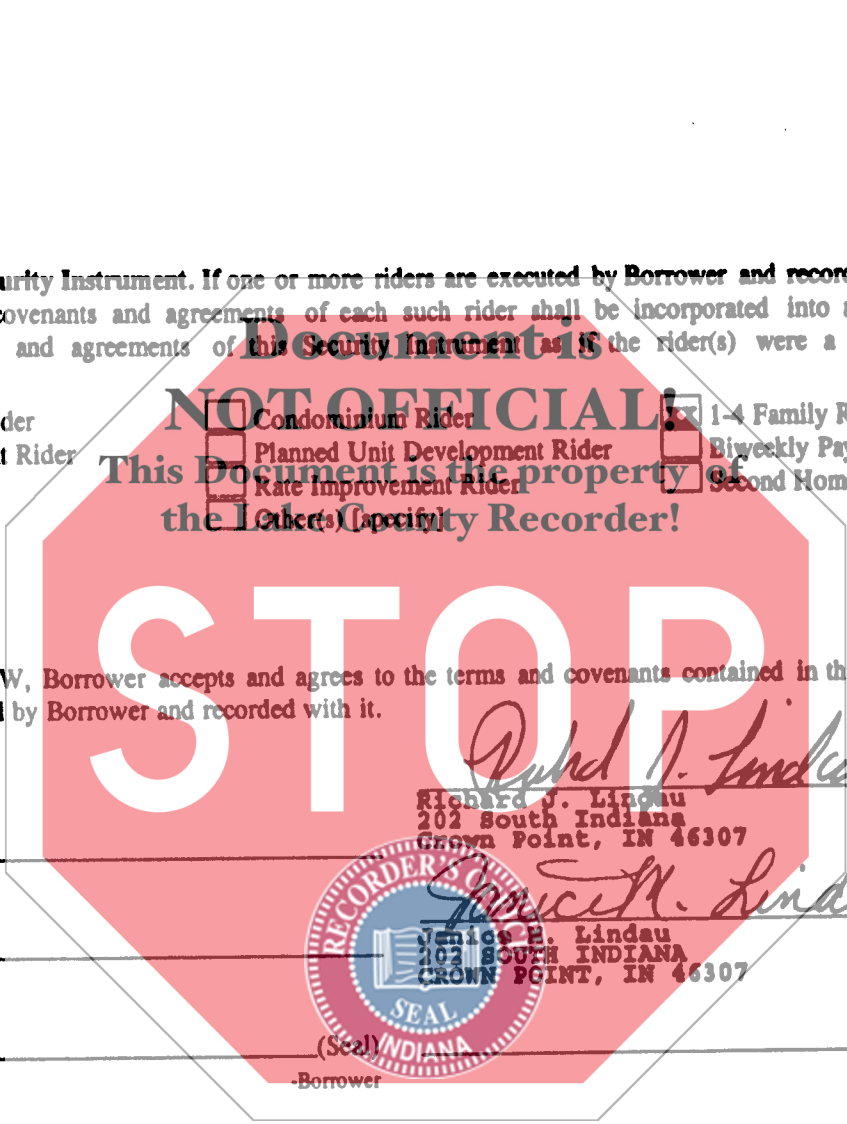 urity Instrument. If one or more riders are executed by Borrower and record
ovenants and agreements of each such rider shall be incorporated into a
and agreements of this Security Instrument as if the rider(s) were a
Document is
NOT OFFICIAL!
This Document is the property of
the Lake County Recorder!
der Condominium Rider 1-4 Family R
t Rider Planned Unit Development Rider Biweekly Pay
Rate Improvement Rider Second Hom
Other(s) [specify]
STOP
W, Borrower accepts and agrees to the terms and covenants contained in th
by Borrower and recorded with it.
Richard J. Lindau
Richard J. Lindau
202 South Indiana
Crown Point, IN 46307
Janice M. Lind
Janice M. Lindau
202 SOUTH INDIANA
CROWN POINT, IN 46307
RECORDER'S OFFICE
SEAL
INDIANA
(Seal)
-Borrower